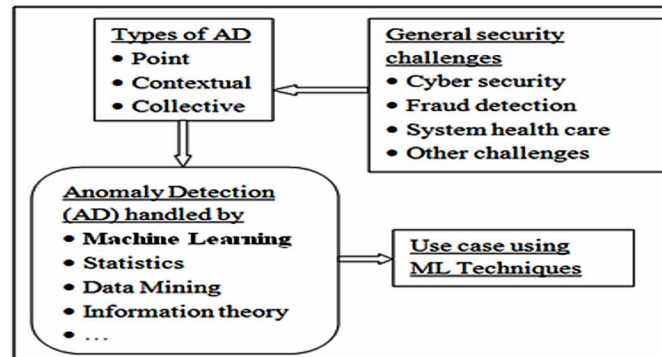 Types of AD
• Point
• Contextual
• Collective
General security
challenges
• Cyber security
• Fraud detection
• System health care
• Other challenges
Anomaly Detection
(AD) handled by
• Machine Learning
• Statistics
• Data Mining
• Information theory
• ...
Use case using
ML Techniques